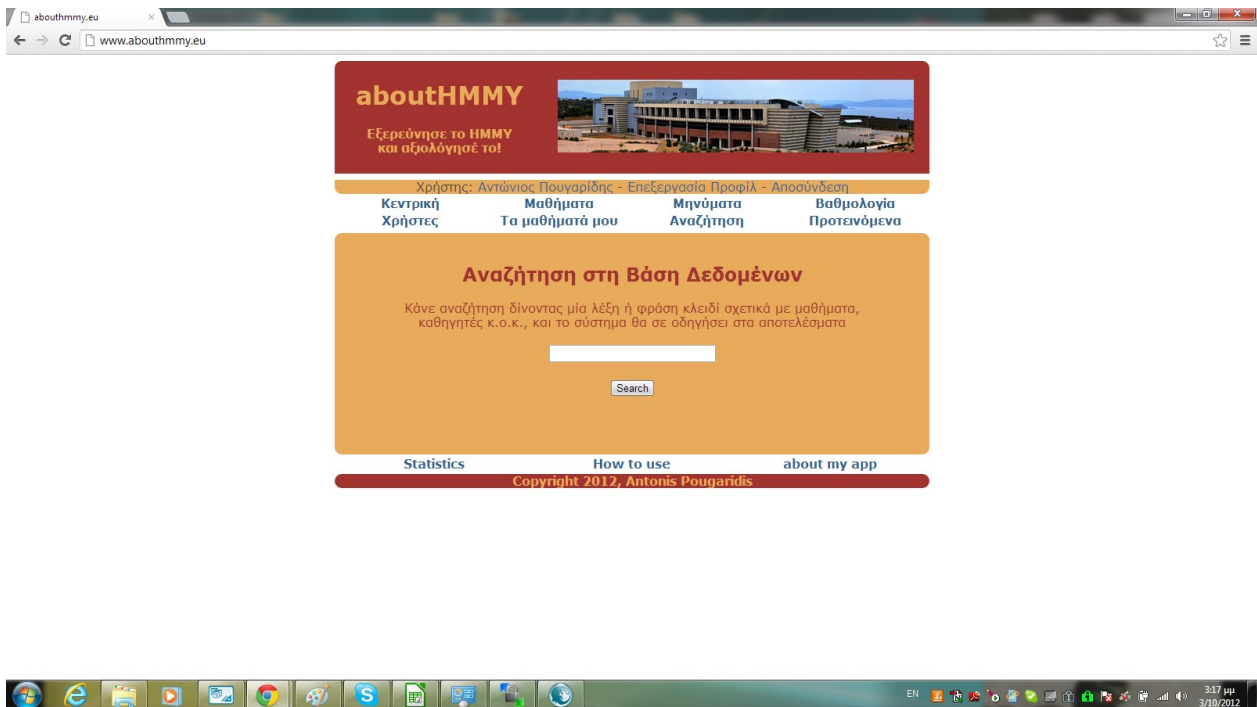 abouthmmy.eu
www.abouthmmy.eu
aboutHMMY
Εξερεύνησε το ΗΜΜΥ
και αξιολόγησέ το!
Χρήστης: Αντώνιος Πουγαρίδης - Επεξεργασία Προφίλ - Αποσύνδεση
Κεντρική Μαθήματα Μηνύματα Βαθμολογία
Χρήστες Τα μαθήματά μου Αναζήτηση Προτεινόμενα
Αναζήτηση στη Βάση Δεδομένων
Κάνε αναζήτηση δίνοντας μία λέξη ή φράση κλειδί σχετικά με μαθήματα,
καθηγητές κ.ο.κ., και το σύστημα θα σε οδηγήσει στα αποτελέσματα
Search
Statistics How to use about my app
Copyright 2012, Antonis Pougaridis
EN
3:17 μμ
3/10/2012